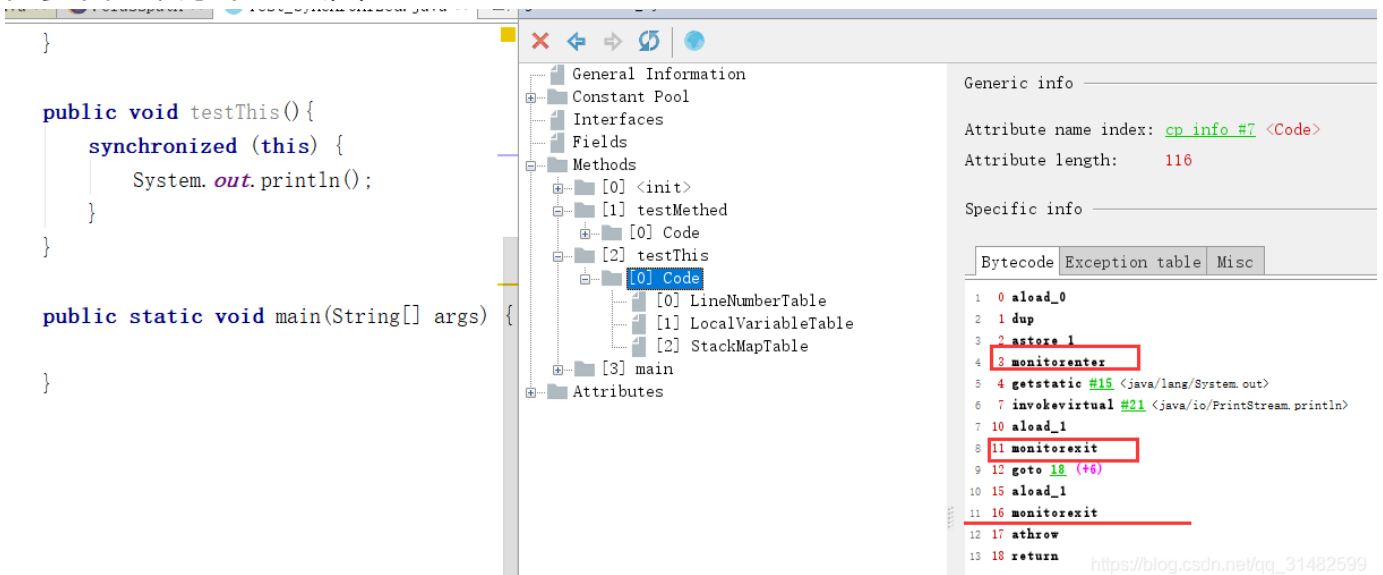 }
public void testThis(){
synchronized (this) {
System.out.println();
}
}
public static void main(String[] args) {
}
General Information
Constant Pool
Interfaces
Fields
Methods
[0] <init>
[1] testMethed
[0] Code
[2] testThis
[0] Code
[0] LineNumberTable
[1] LocalVariableTable
[2] StackMapTable
[3] main
Attributes
Generic info
Attribute name index: cp info #7 <Code>
Attribute length: 116
Specific info
Bytecode Exception table Misc
1 0 aload_0
2 1 dup
3 2 astore_1
4 3 monitorenter
5 4 getstatic #15 <java/lang/System.out>
6 7 invokevirtual #21 <java/io/PrintStream.println>
7 10 aload_1
8 11 monitorexit
9 12 goto 18 (+6)
10 15 aload_1
11 16 monitorexit
12 17 athrow
13 18 return
https://blog.csdn.net/qq_31482599